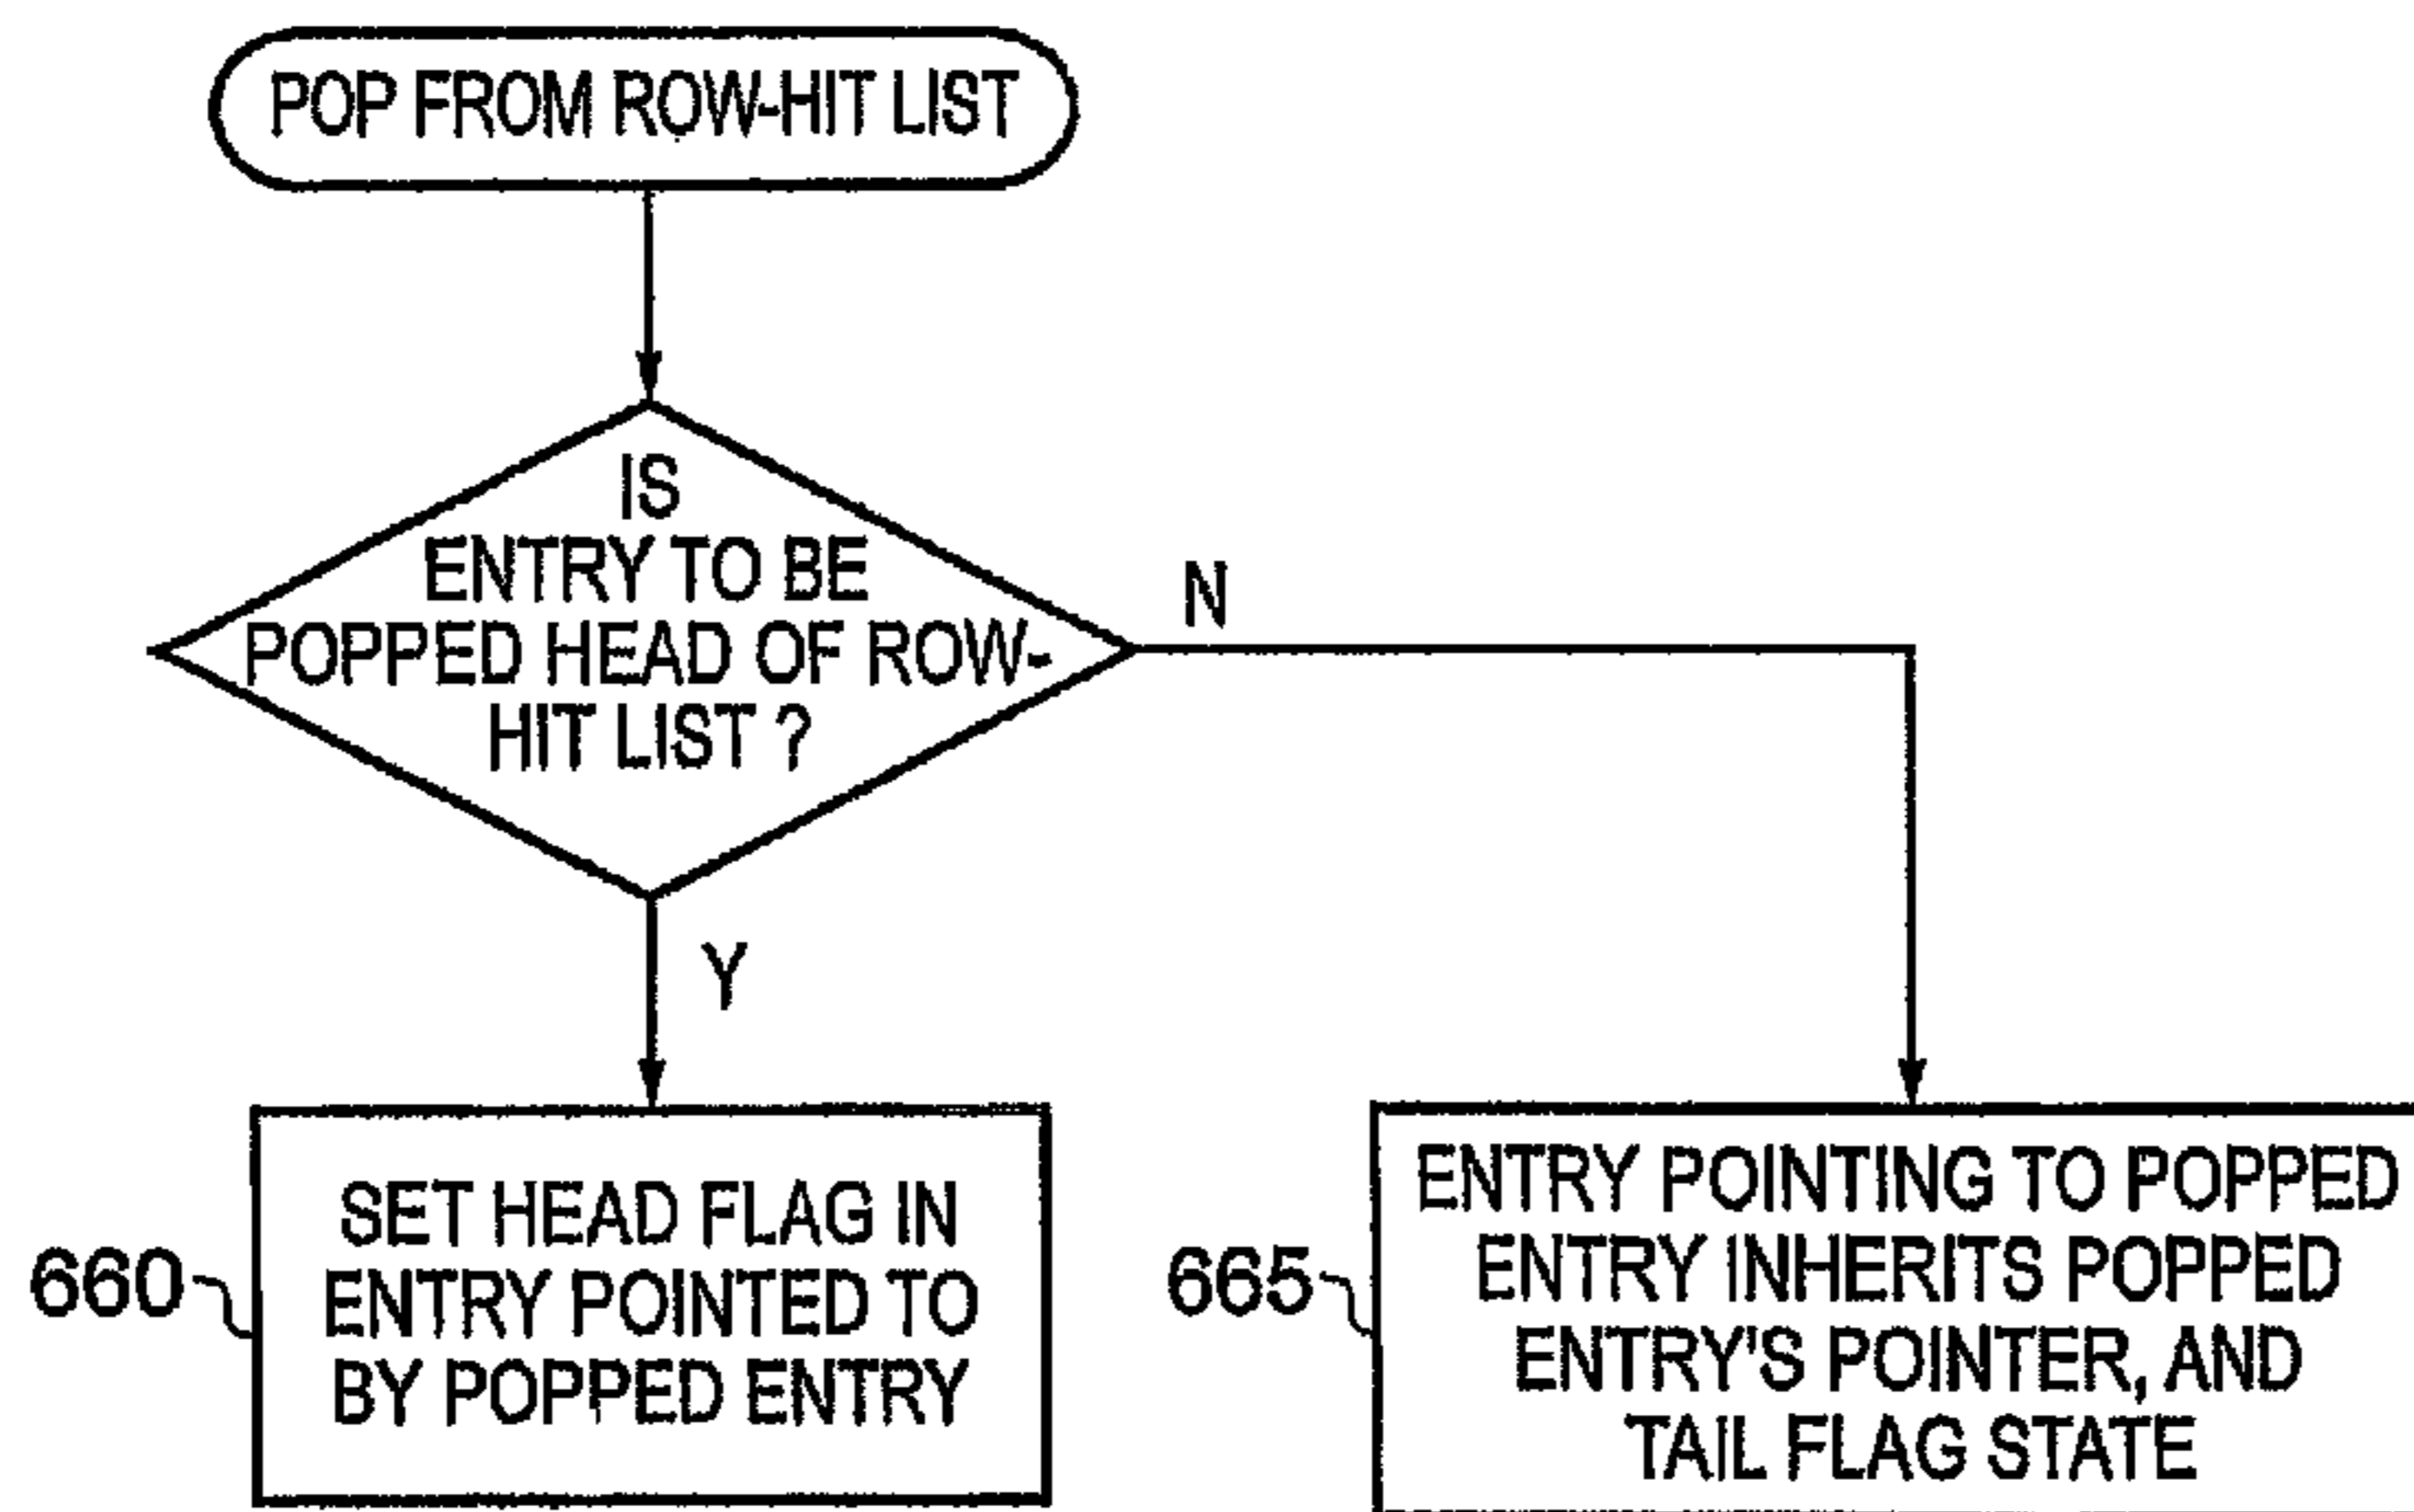 POP FROM ROW-HIT LIST
IS
ENTRY TO BE
POPPED HEAD OF ROW-
HIT LIST ?
N
Y
SET HEAD FLAG IN
ENTRY POINTED TO
BY POPPED ENTRY
660
ENTRY POINTING TO POPPED
ENTRY INHERITS POPPED
ENTRY'S POINTER, AND
TAIL FLAG STATE
665